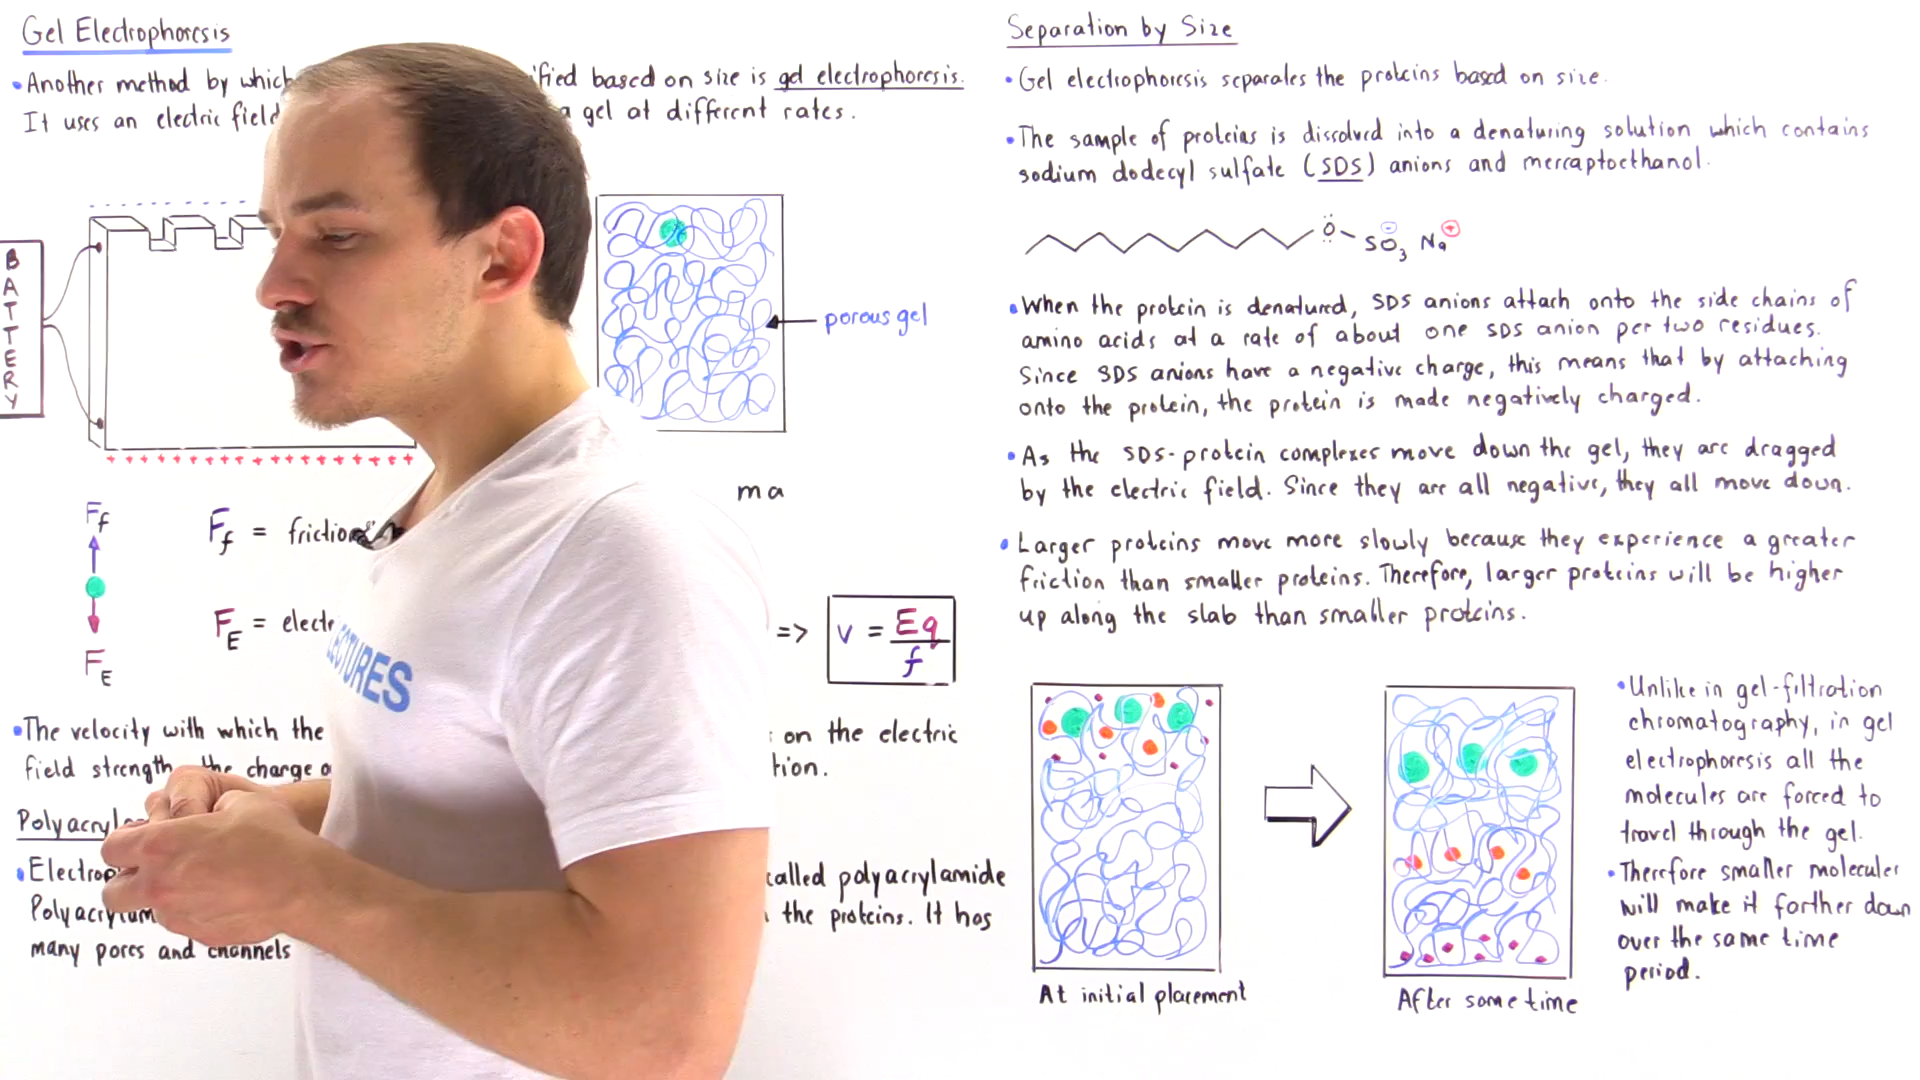 Gel Electrophoresis
• Another method by which
fied based on size is gel electrophoresis.
It uses an electric field
a gel at different rates.
BATTERY
porous gel
+ + + + + + + + + + + + + + + + + + +
ma
Ff
Ff = friction
FE
FE = electr
=> v = Eq
f
LECTURES
• The velocity with which the
on the electric
field strength, the charge o
tion.
Polyacryla
• Electrop
called polyacrylamide
Polyacrylam
the proteins. It has
many pores and channels
Separation by Size
• Gel electrophoresis separates the proteins based on size.
• The sample of proteins is dissolved into a denaturing solution which contains
sodium dodecyl sulfate (SDS) anions and mercaptoethanol.
O SO3⊖ Na⊕
• When the protein is denatured, SDS anions attach onto the side chains of
amino acids at a rate of about one SDS anion per two residues.
Since SDS anions have a negative charge, this means that by attaching
onto the protein, the protein is made negatively charged.
• As the SDS-protein complexes move down the gel, they are dragged
by the electric field. Since they are all negative, they all move down.
• Larger proteins move more slowly because they experience a greater
friction than smaller proteins. Therefore, larger proteins will be higher
up along the slab than smaller proteins.
At initial placement
After some time
• Unlike in gel-filtration
chromatography, in gel
electrophoresis all the
molecules are forced to
travel through the gel.
• Therefore smaller molecules
will make it farther down
over the same time
period.